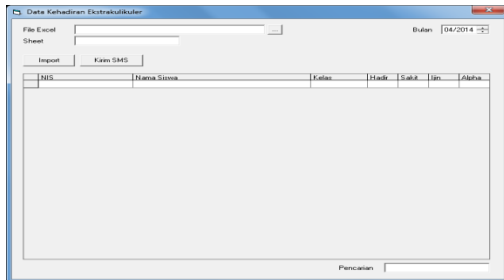 Data Kehadiran Ekstrakulikuler
File Excel ... Bulan 04/2014
Sheet
Import Kirim SMS
NIS Nama Siswa Kelas Hadir Sakit Ijin Alpha
Pencarian